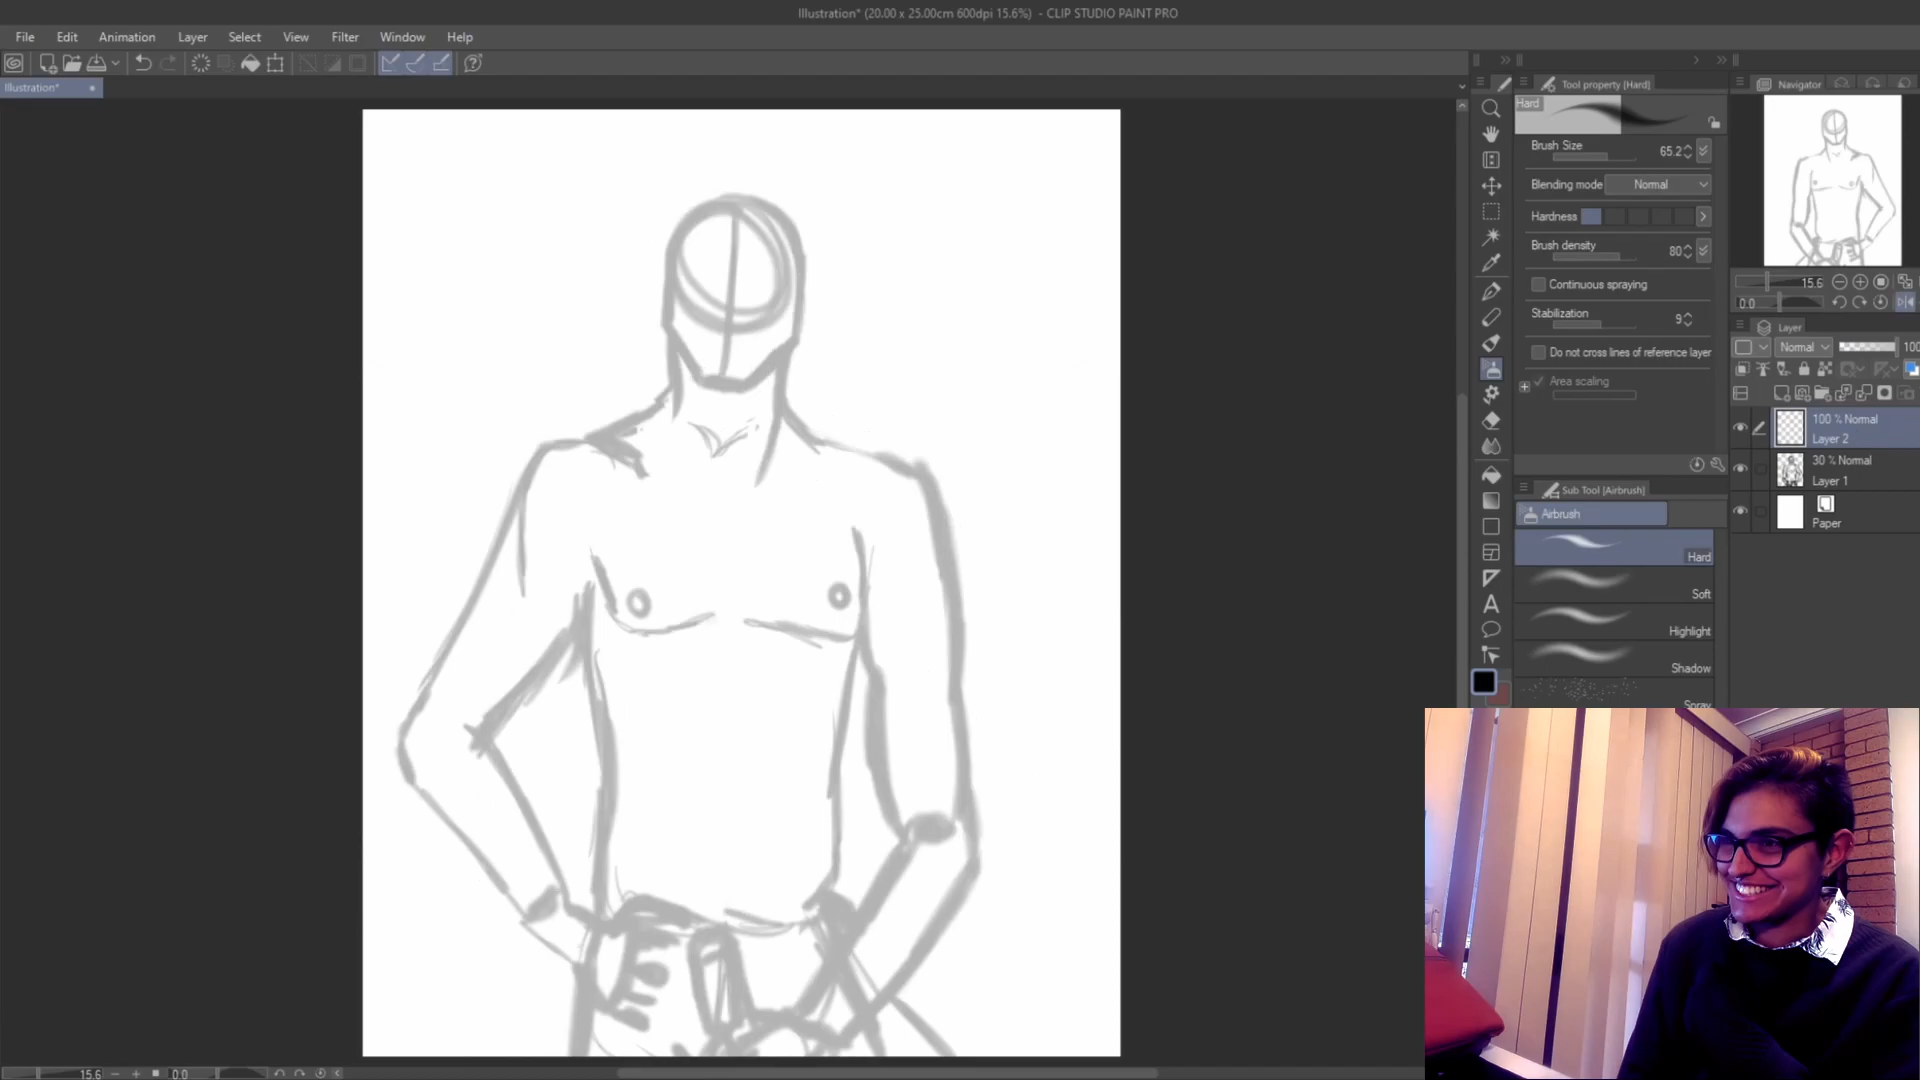 Illustration* (20.00 x 25.00cm 600dpi 15.6%) - CLIP STUDIO PAINT PRO
File Edit Animation Layer Select View Filter Window Help
Illustration*
Tool property [Hard]
Hard
Brush Size 65.2
Blending mode Normal
Hardness
Brush density 80
Continuous spraying
Stabilization 9
Do not cross lines of reference layer
Area scaling
Sub Tool [Airbrush]
Airbrush
Hard
Soft
Highlight
Shadow
Spray
Navigator
15.6
0.0
Layer
Normal 100
100 % Normal
Layer 2
30 % Normal
Layer 1
Paper
15.6 0.0